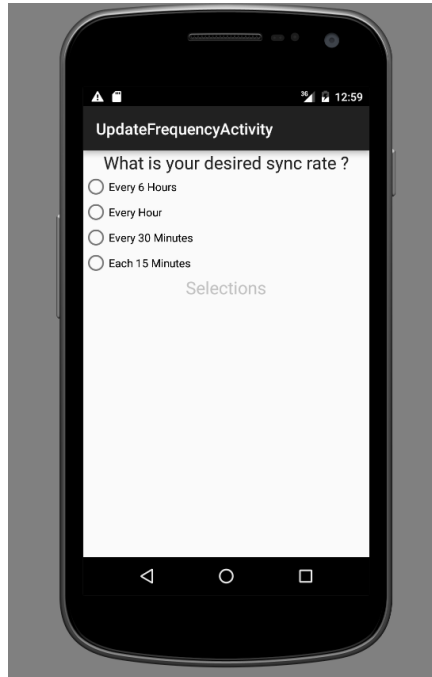 36 12:59
UpdateFrequencyActivity
What is your desired sync rate ?
Every 6 Hours
Every Hour
Every 30 Minutes
Each 15 Minutes
Selections